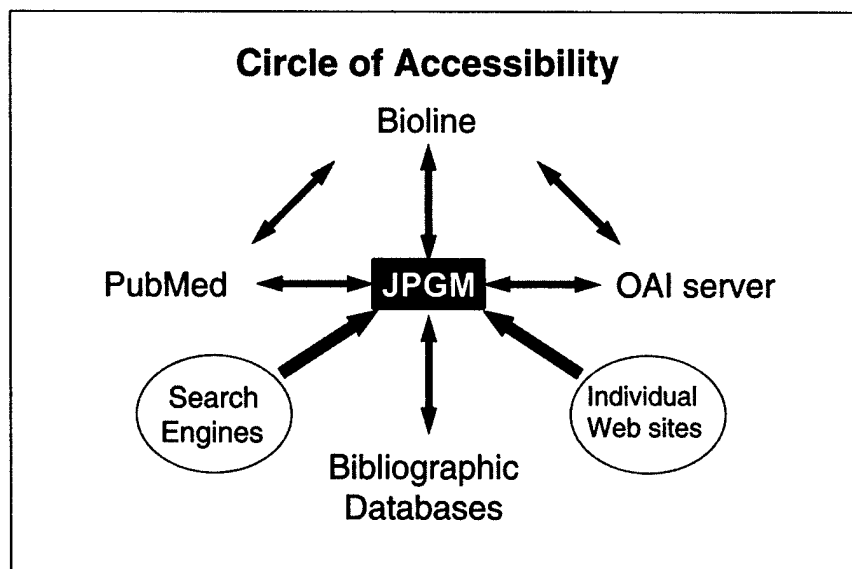 Circle of Accessibility
Bioline
PubMed
JPGM
OAI server
Search
Engines
Individual
Web sites
Bibliographic
Databases